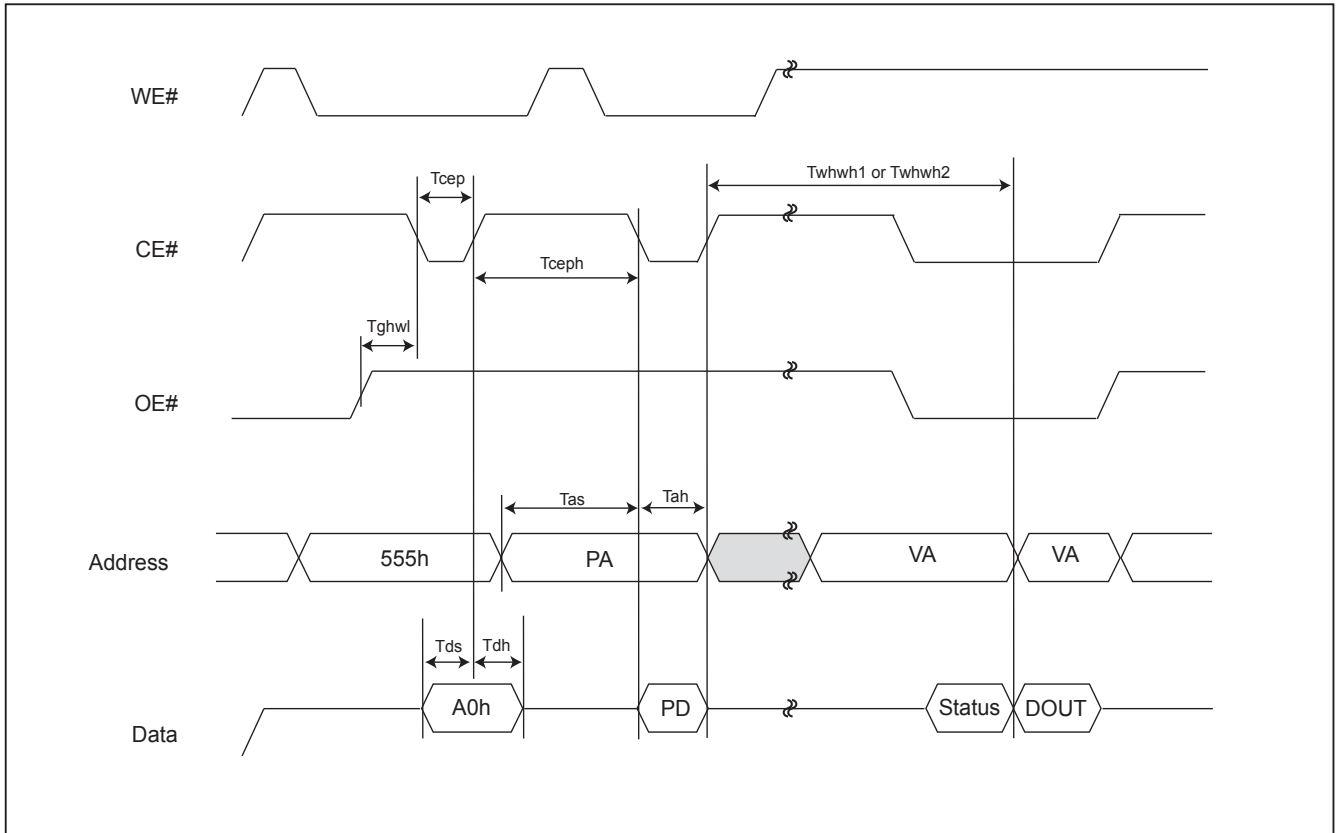 WE#
Twhwh1 or Twhwh2
Tcep
CE#
Tceph
Tghwl
OE#
Tas
Tah
Address
555h
PA
VA
VA
Tds
Tdh
Data
A0h
PD
Status
DOUT